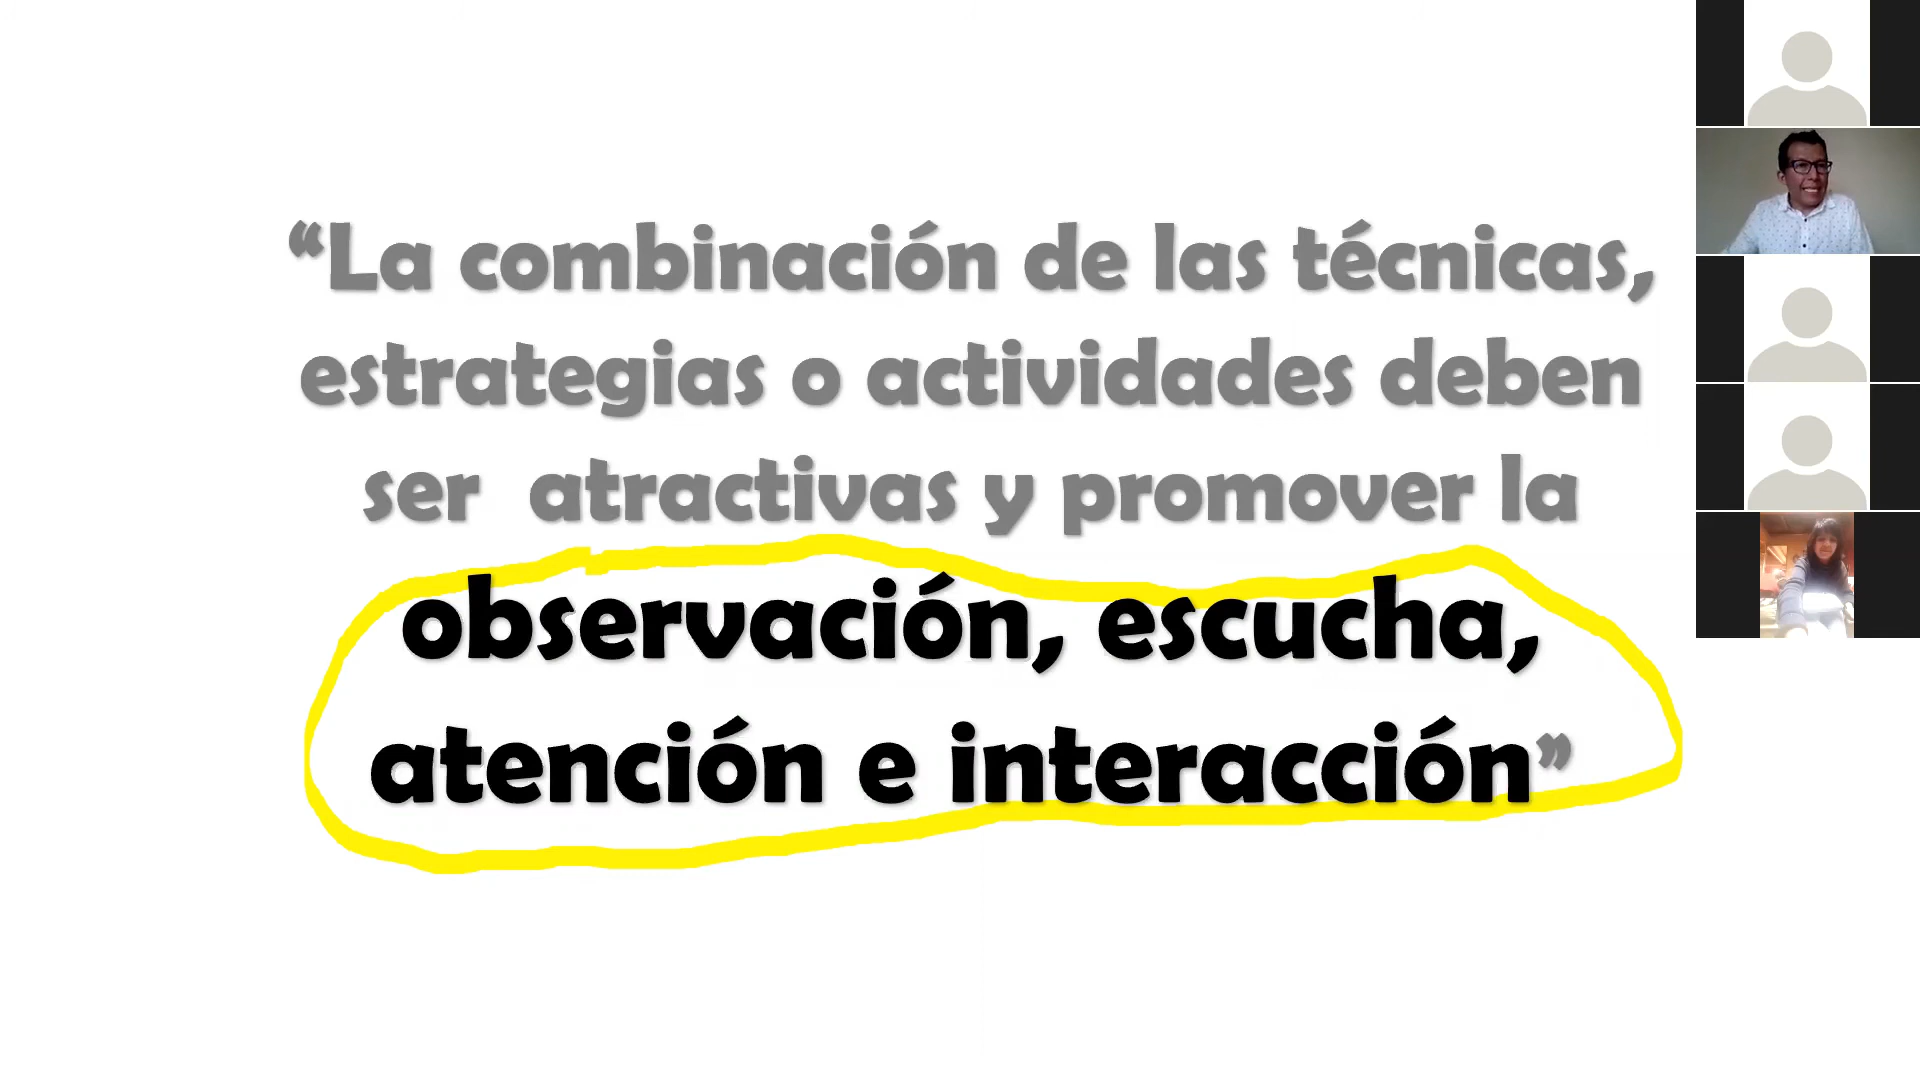 “La combinación de las técnicas,
estrategias o actividades deben
ser atractivas y promover la
observación, escucha,
atención e interacción”